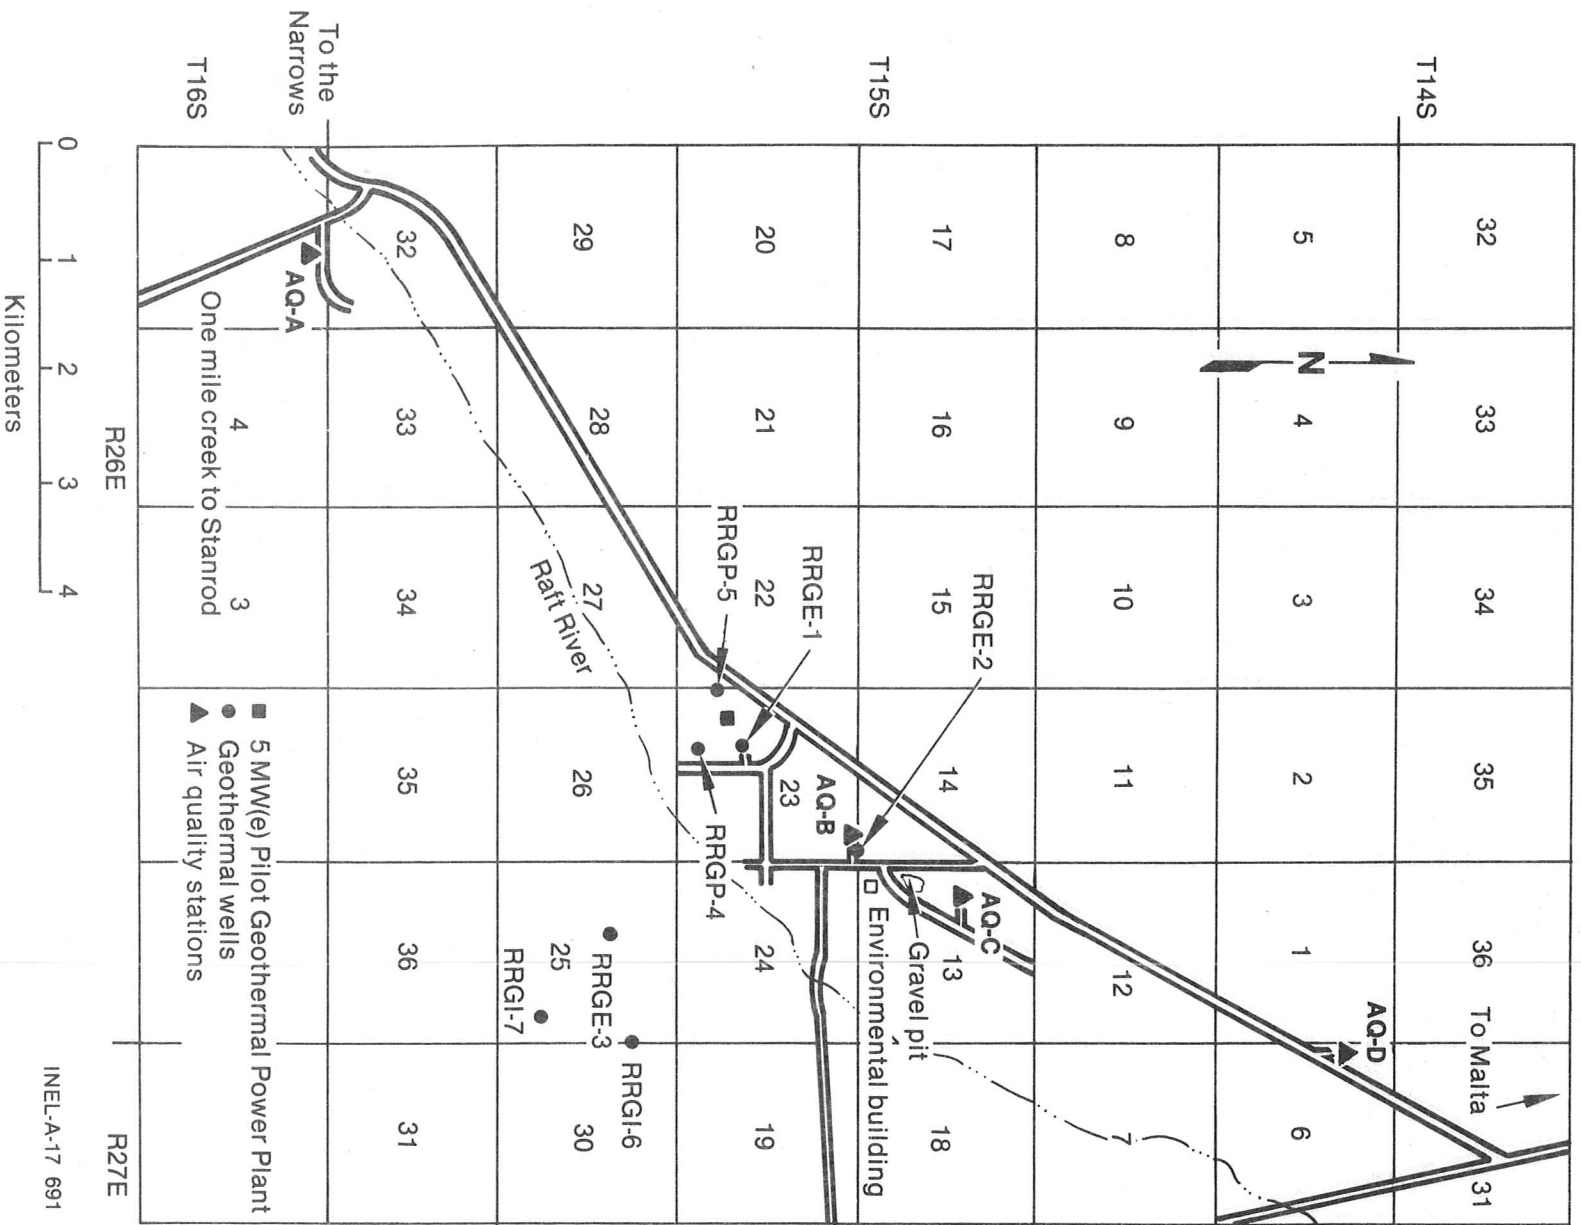 T14S
T15S
T16S
To the
Narrows
32
33
34
35
36
To Malta
31
5
4
3
2
1
AQ-D
6
N
8
9
10
11
12
7
17
16
15
14
13
18
RRGE-2
AQ-C
Gravel pit
Environmental building
20
21
22
23
24
19
RRGE-1
AQ-B
RRGP-5
RRGP-4
29
28
27
26
25
30
Raft River
RRGE-3
RRGI-6
RRGI-7
32
33
34
35
36
31
AQ-A
4
3
One mile creek to Stanrod
5 MW(e) Pilot Geothermal Power Plant
Geothermal wells
Air quality stations
R26E
R27E
0 1 2 3 4
Kilometers
INEL-A-17 691